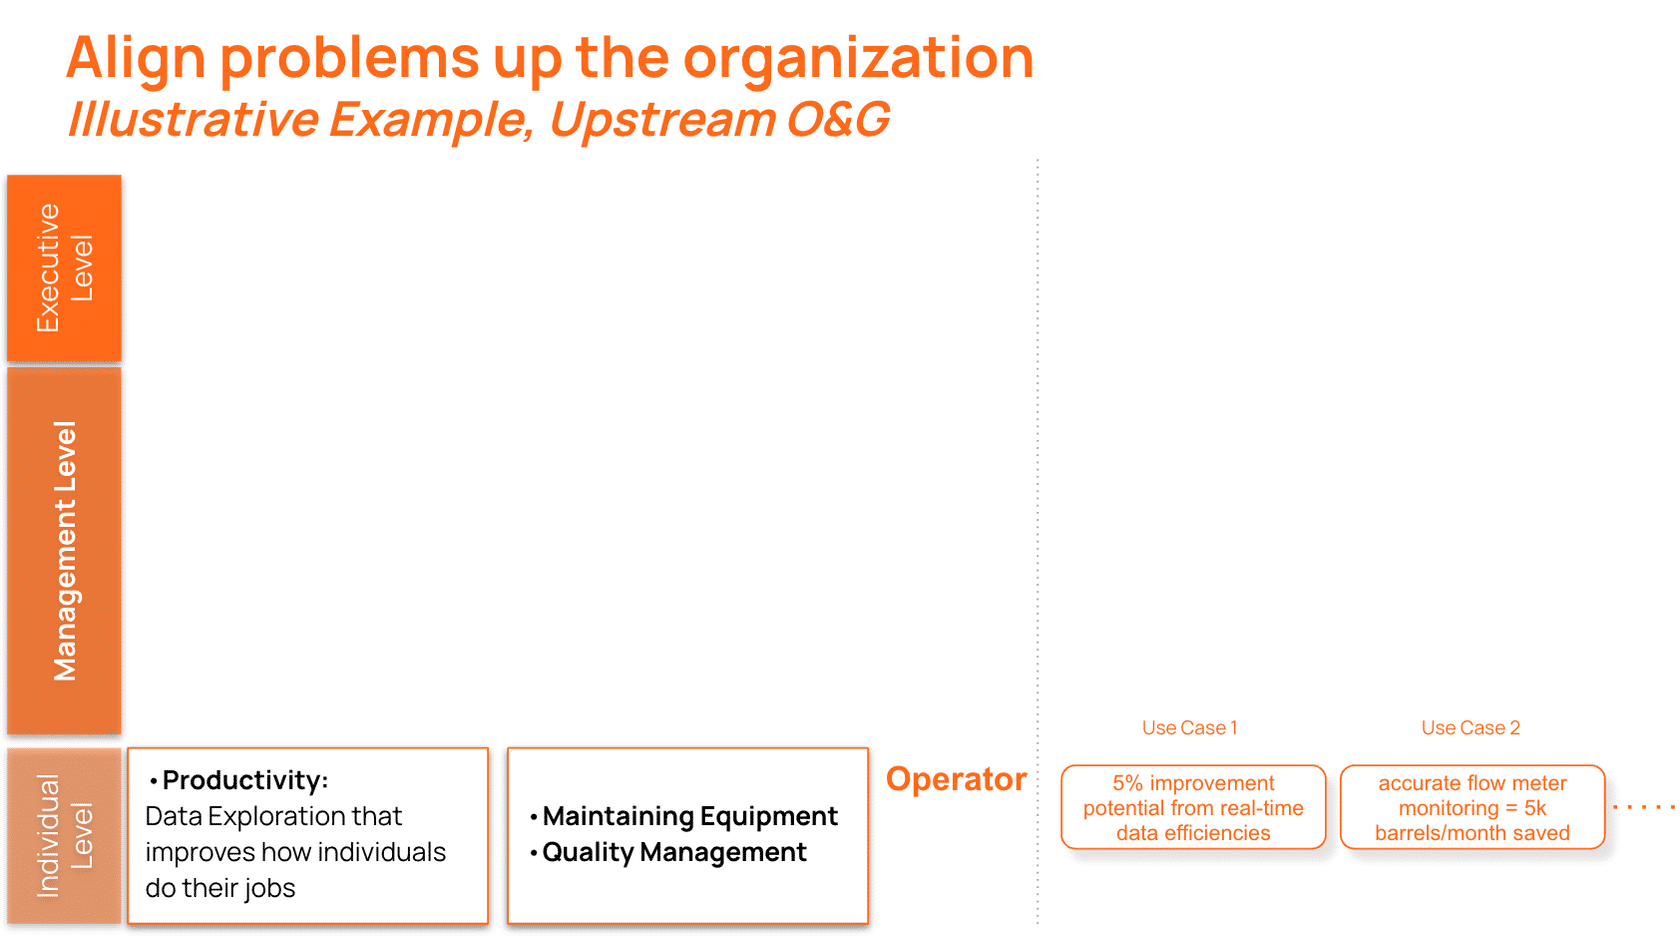 Align problems up the organization
Illustrative Example, Upstream O&G
Executive
Level
Management Level
Individual
Level
•Productivity:
Data Exploration that
improves how individuals
do their jobs
•Maintaining Equipment
•Quality Management
Operator
Use Case 1
5% improvement
potential from real-time
data efficiencies
Use Case 2
accurate flow meter
monitoring = 5k
barrels/month saved